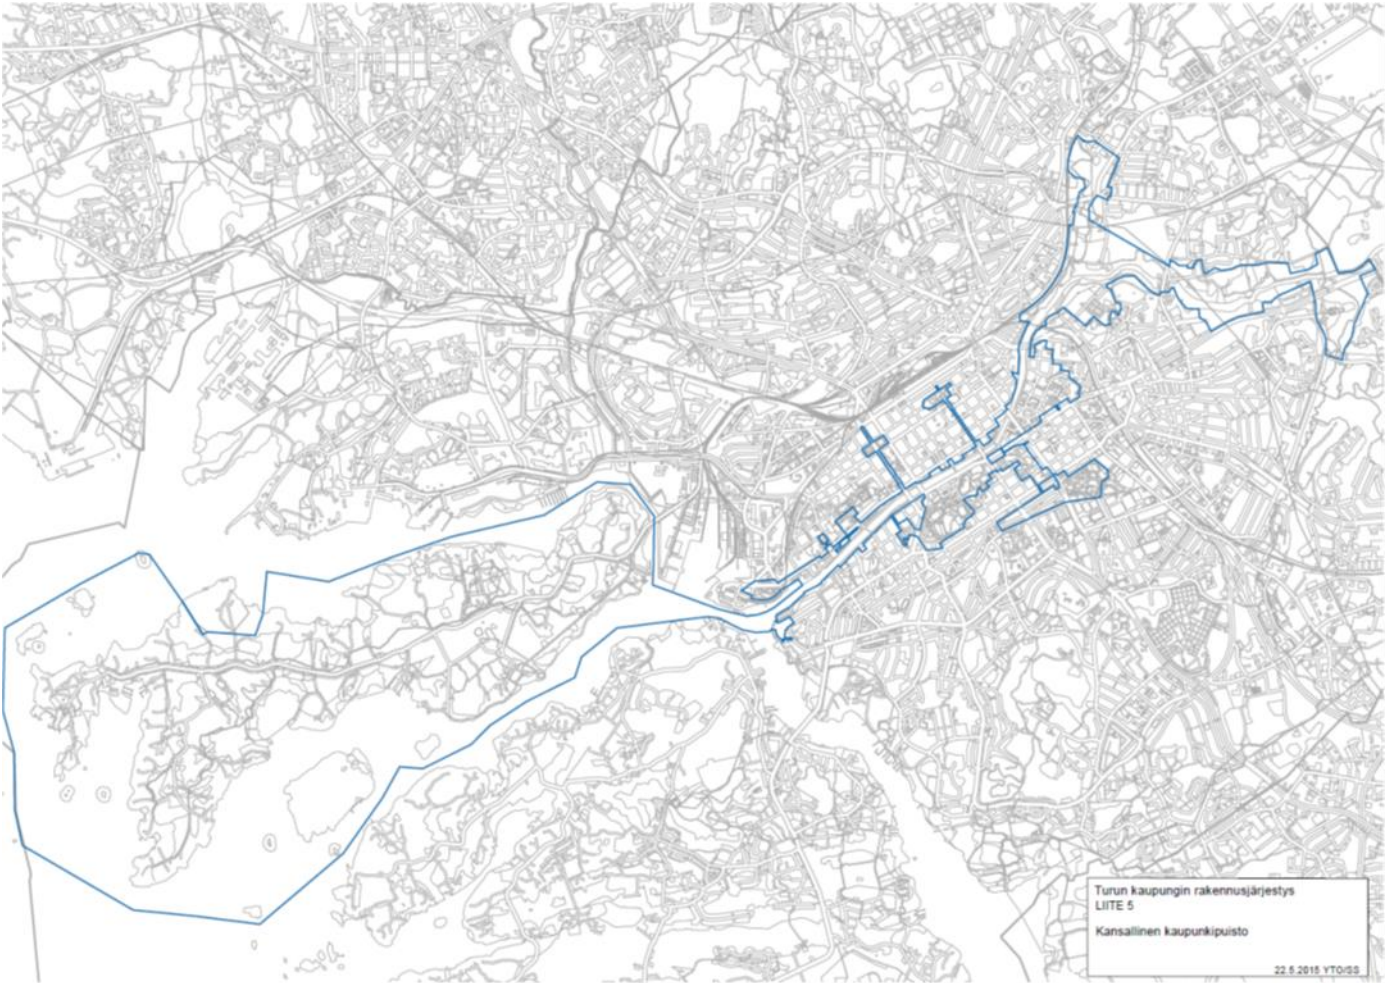 Turun kaupungin rakennusjärjestys
LIITE 5
Kansallinen kaupunkipuisto
22.5.2015 YTO/SS